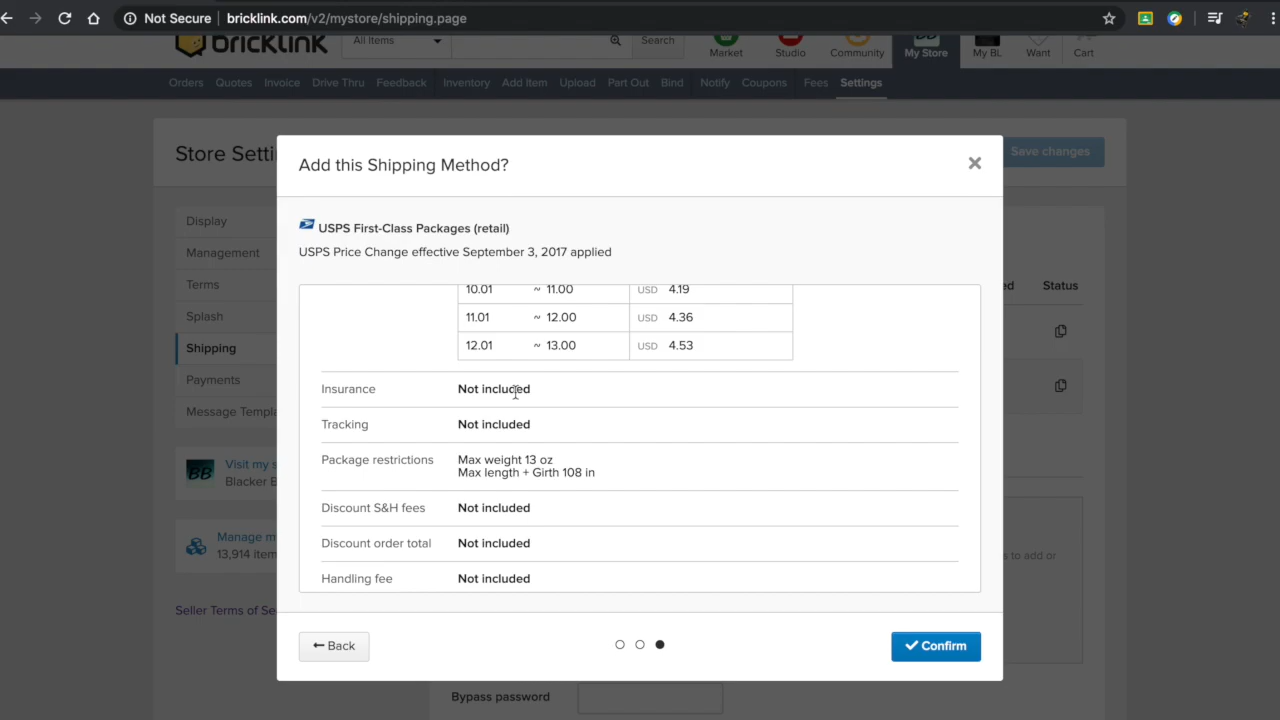 Not Secure bricklink.com/v2/mystore/shipping.page
bricklink All Items Search
Market Studio Community My Store My BL Want Cart
Orders Quotes Invoice Drive Thru Feedback Inventory Add Item Upload Part Out Bind Notify Coupons Fees Settings
Store Setti Save changes
Add this Shipping Method?
USPS First-Class Packages (retail)
USPS Price Change effective September 3, 2017 applied
Display
Management
Terms
Splash
Shipping
Payments
Message Templa
ed Status
10.01 ~ 11.00 USD 4.19
11.01 ~ 12.00 USD 4.36
12.01 ~ 13.00 USD 4.53
Insurance Not included
Tracking Not included
Package restrictions Max weight 13 oz
Max length + Girth 108 in
Discount S&H fees Not included
Discount order total Not included
Handling fee Not included
BB Visit my s
Blacker B
Manage m
13,914 item
s to add or
Seller Terms of Se
Back Confirm
Bypass password